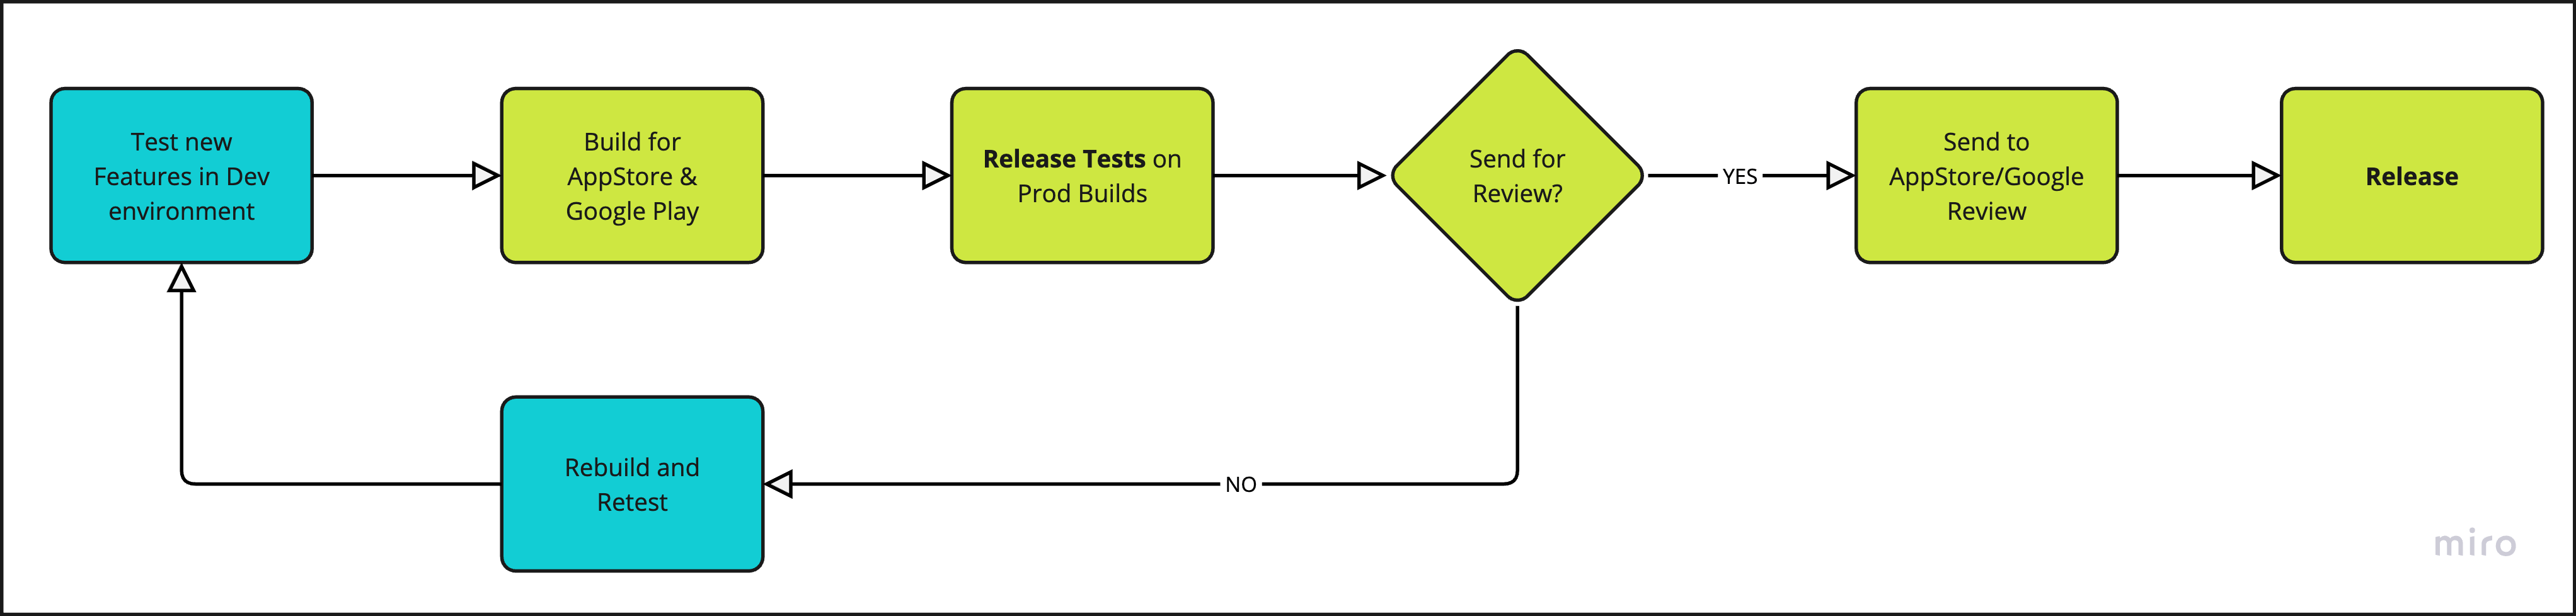 Test new
Features in Dev
environment
Build for
AppStore &
Google Play
Release Tests on
Prod Builds
Send for
Review?
YES
Send to
AppStore/Google
Review
Release
Rebuild and
Retest
NO
miro